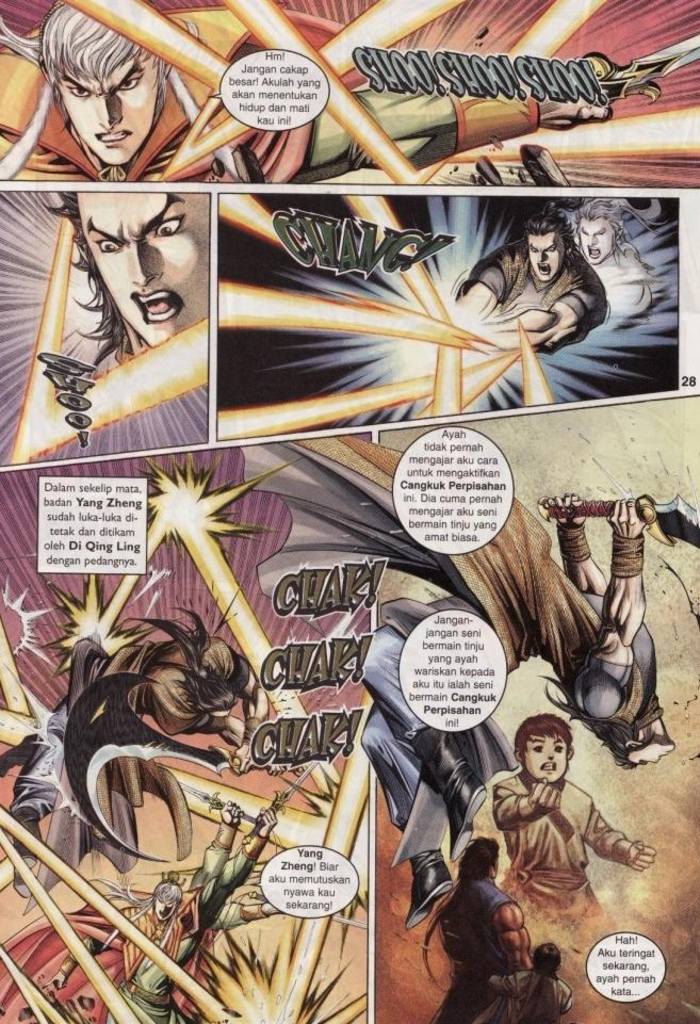 Hm!
Jangan cakap
besar! Akulah yang
akan menentukan
hidup dan mati
kau ini!
SHOO! SHOO! SHOO!
SHOO!
CHANG!
28
Dalam sekelip mata,
badan Yang Zheng
sudah luka-luka di-
tetak dan ditikam
oleh Di Qing Ling
dengan pedangnya.
CHAK!
CHAK!
CHAK!
Yang
Zheng! Biar
aku memutuskan
nyawa kau
sekarang!
Ayah
tidak pernah
mengajar aku cara
untuk mengaktifkan
Cangkuk Perpisahan
ini. Dia cuma pernah
mengajar aku seni
bermain tinju yang
amat biasa.
Jangan-
jangan seni
bermain tinju
yang ayah
wariskan kepada
aku itu ialah seni
bermain Cangkuk
Perpisahan
ini!
Hah!
Aku teringat
sekarang,
ayah pernah
kata...